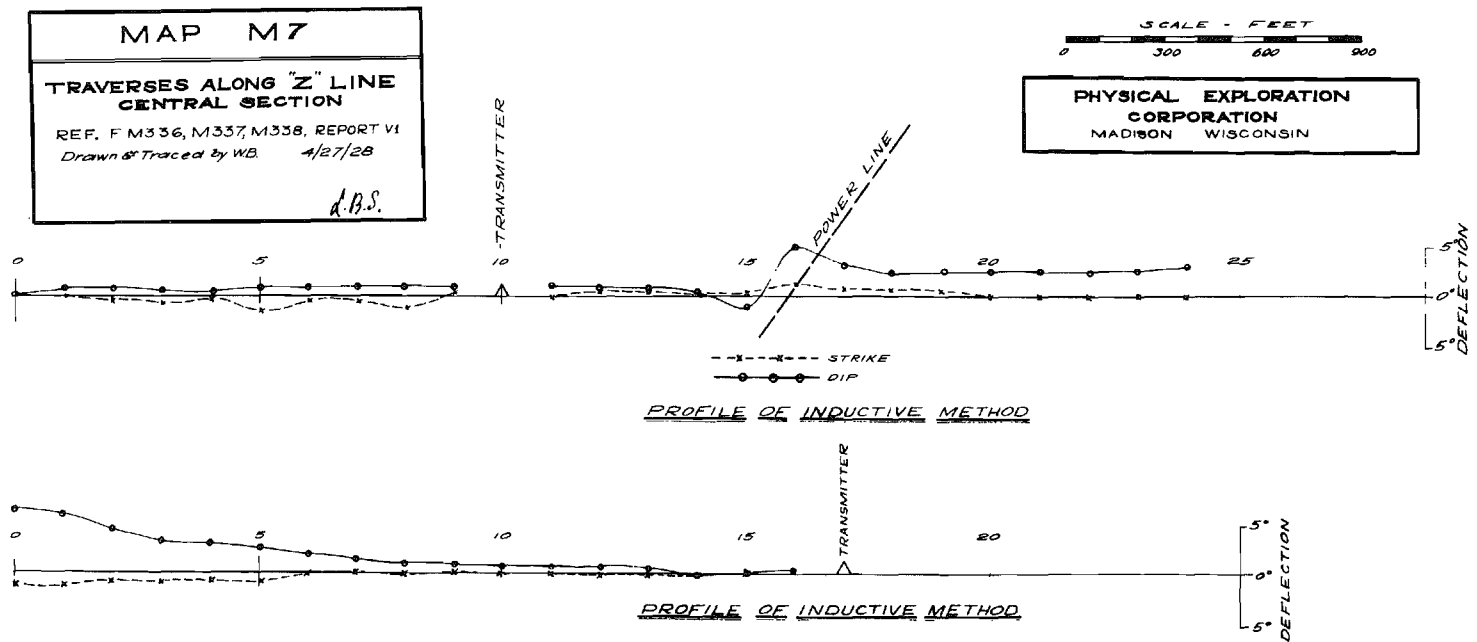 MAP M7
TRAVERSES ALONG "Z" LINE
CENTRAL SECTION
REF. F M336, M337, M338, REPORT VI
Drawn & Traced by WB. 4/27/28
L.B.S.
SCALE - FEET
0 300 600 900
PHYSICAL EXPLORATION
CORPORATION
MADISON WISCONSIN
-TRANSMITTER
POWER LINE
0 5 10 15 20 25
5°
0°
5°
DEFLECTION
--x--x--- STRIKE
DIP
PROFILE OF INDUCTIVE METHOD
TRANSMITTER
0 5 10 15 20
5°
0°
5°
DEFLECTION
PROFILE OF INDUCTIVE METHOD